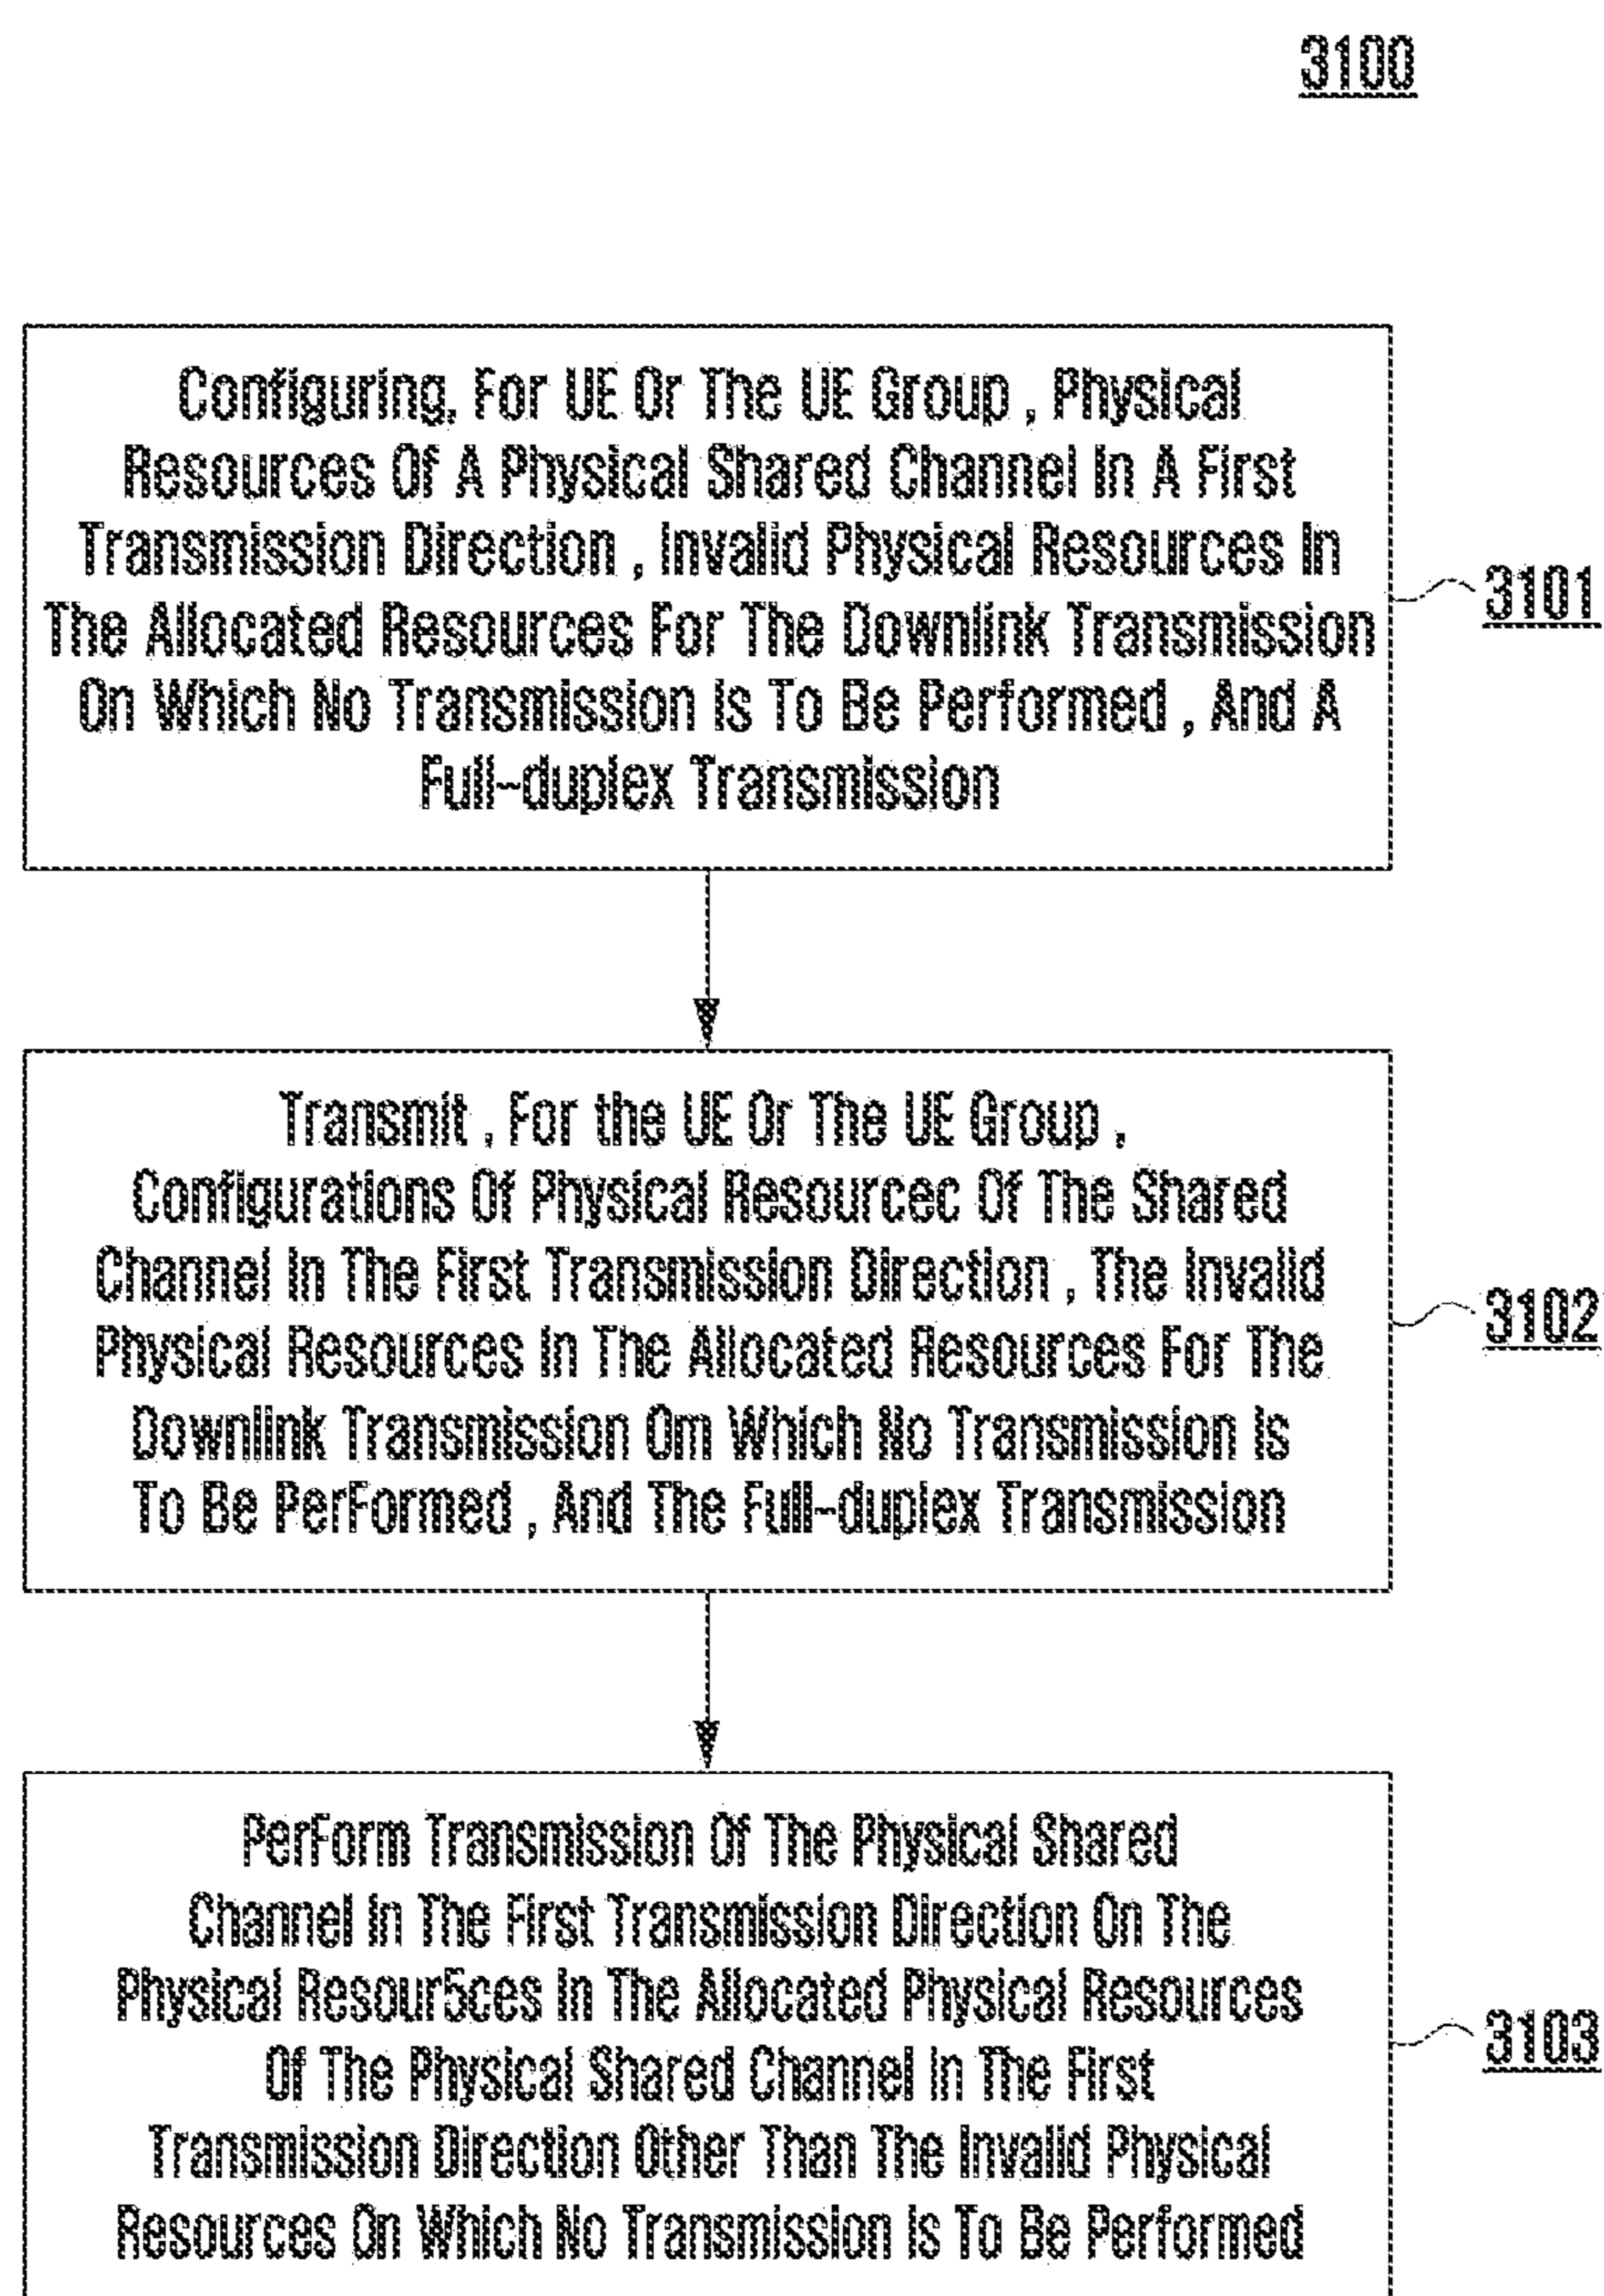 3100
Configuring, For UE Or The UE Group , Physical
Resources Of A Physical Shared Channel In A First
Transmission Direction , Invalid Physical Resources In
The Allocated Resources For The Downlink Transmission
On Which No Transmission Is To Be Performed , And A
Full-duplex Transmission
3101
Transmit , For the UE Or The UE Group ,
Configurations Of Physical Resourcec Of The Shared
Channel In The First Transmission Direction , The Invalid
Physical Resources In The Allocated Resources For The
Downlink Transmission Om Which No Transmission Is
To Be PerFormed , And The Full-duplex Transmission
3102
PerForm Transmission Of The Physical Shared
Channel In The First Transmission Direction On The
Physical Resour5ces In The Allocated Physical Resources
Of The Physical Shared Channel In The First
Transmission Direction Other Than The Invalid Physical
Resources On Which No Transmission Is To Be Performed
3103